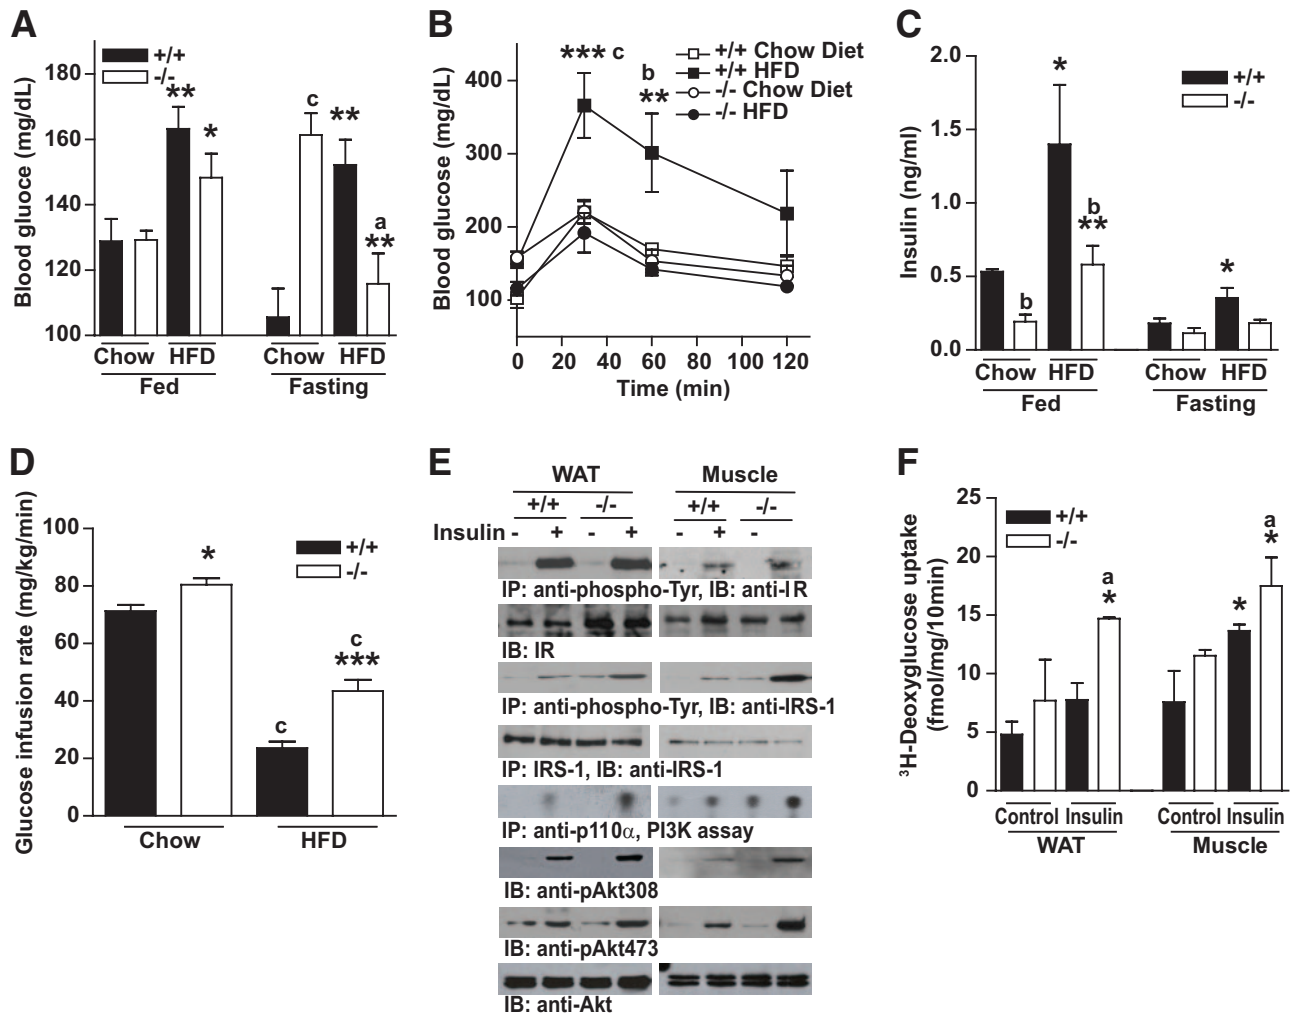 A
Blood gluoce (mg/dL)
180
160
140
120
100
+/+
-/-
**
*
c
**
a
**
Chow HFD Chow HFD
Fed Fasting
B
Blood glucose (mg/dL)
400
300
200
100
*** c
b
**
+/+ Chow Diet
+/+ HFD
-/- Chow Diet
-/- HFD
0 20 40 60 80 100 120
Time (min)
C
Insulin (ng/ml)
2.0
1.5
1.0
0.5
0.0
+/+
-/-
b
*
b
**
*
Chow HFD Chow HFD
Fed Fasting
D
Glucose infusion rate (mg/kg/min)
100
80
60
40
20
0
+/+
-/-
*
c
c
***
Chow HFD
E
WAT Muscle
+/+ -/- +/+ -/-
Insulin - + - + - + - +
IP: anti-phospho-Tyr, IB: anti-IR
IB: IR
IP: anti-phospho-Tyr, IB: anti-IRS-1
IP: IRS-1, IB: anti-IRS-1
IP: anti-p110α, PI3K assay
IB: anti-pAkt308
IB: anti-pAkt473
IB: anti-Akt
F
³H-Deoxyglucose uptake
(fmol/mg/10min)
25
20
15
10
5
0
+/+
-/-
a
*
*
a
*
Control Insulin Control Insulin
WAT Muscle